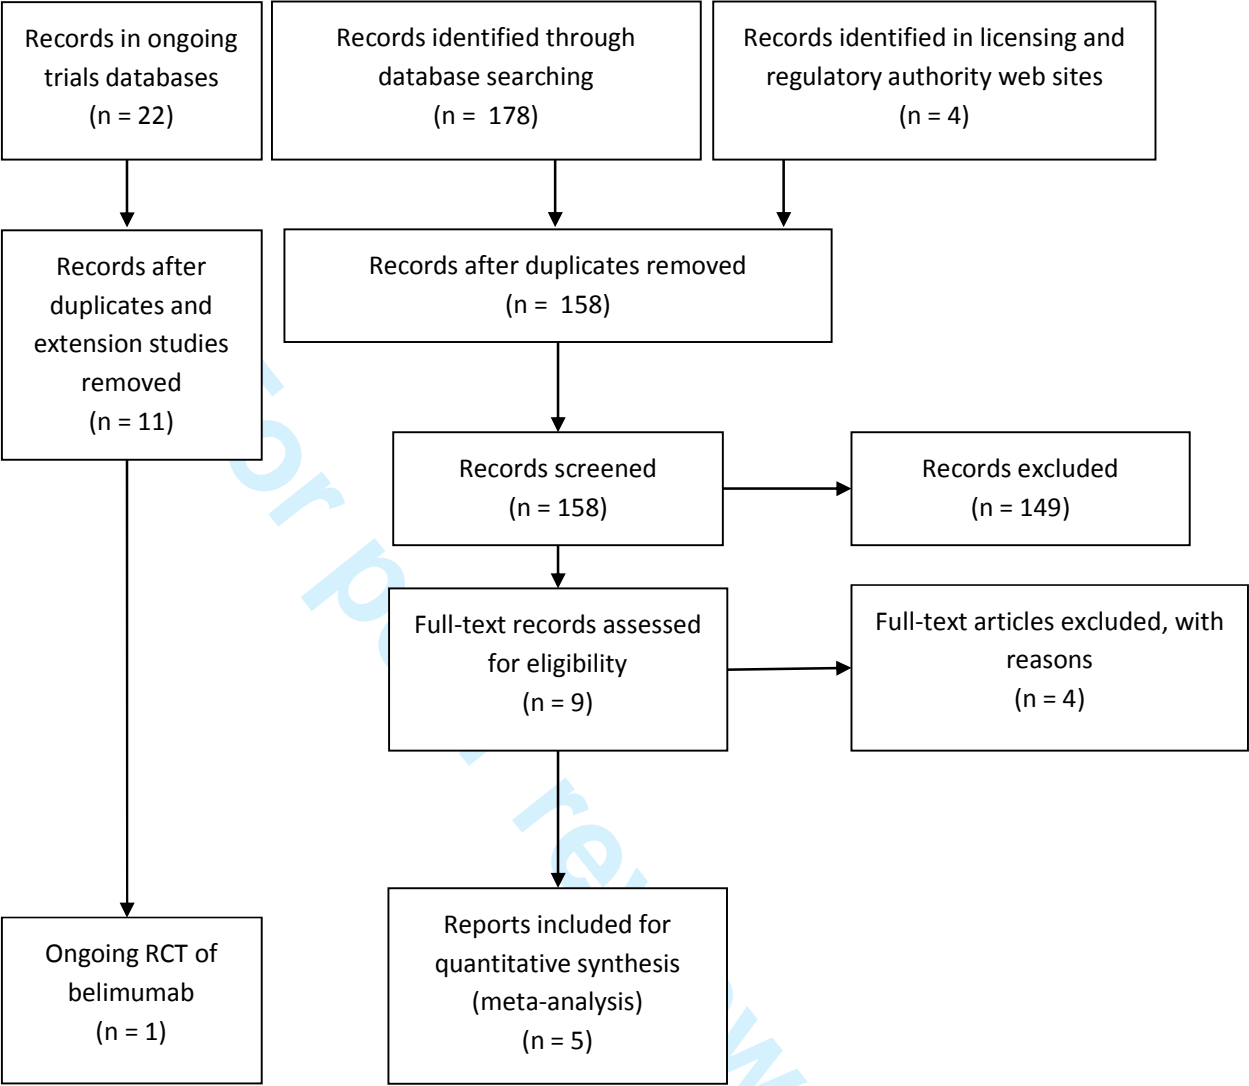 Records in ongoing
trials databases
(n = 22)
Records identified through
database searching
(n = 178)
Records identified in licensing and
regulatory authority web sites
(n = 4)
Records after
duplicates and
extension studies
removed
(n = 11)
Records after duplicates removed
(n = 158)
Records screened
(n = 158)
Records excluded
(n = 149)
Full-text records assessed
for eligibility
(n = 9)
Full-text articles excluded, with
reasons
(n = 4)
Ongoing RCT of
belimumab
(n = 1)
Reports included for
quantitative synthesis
(meta-analysis)
(n = 5)
For peer review